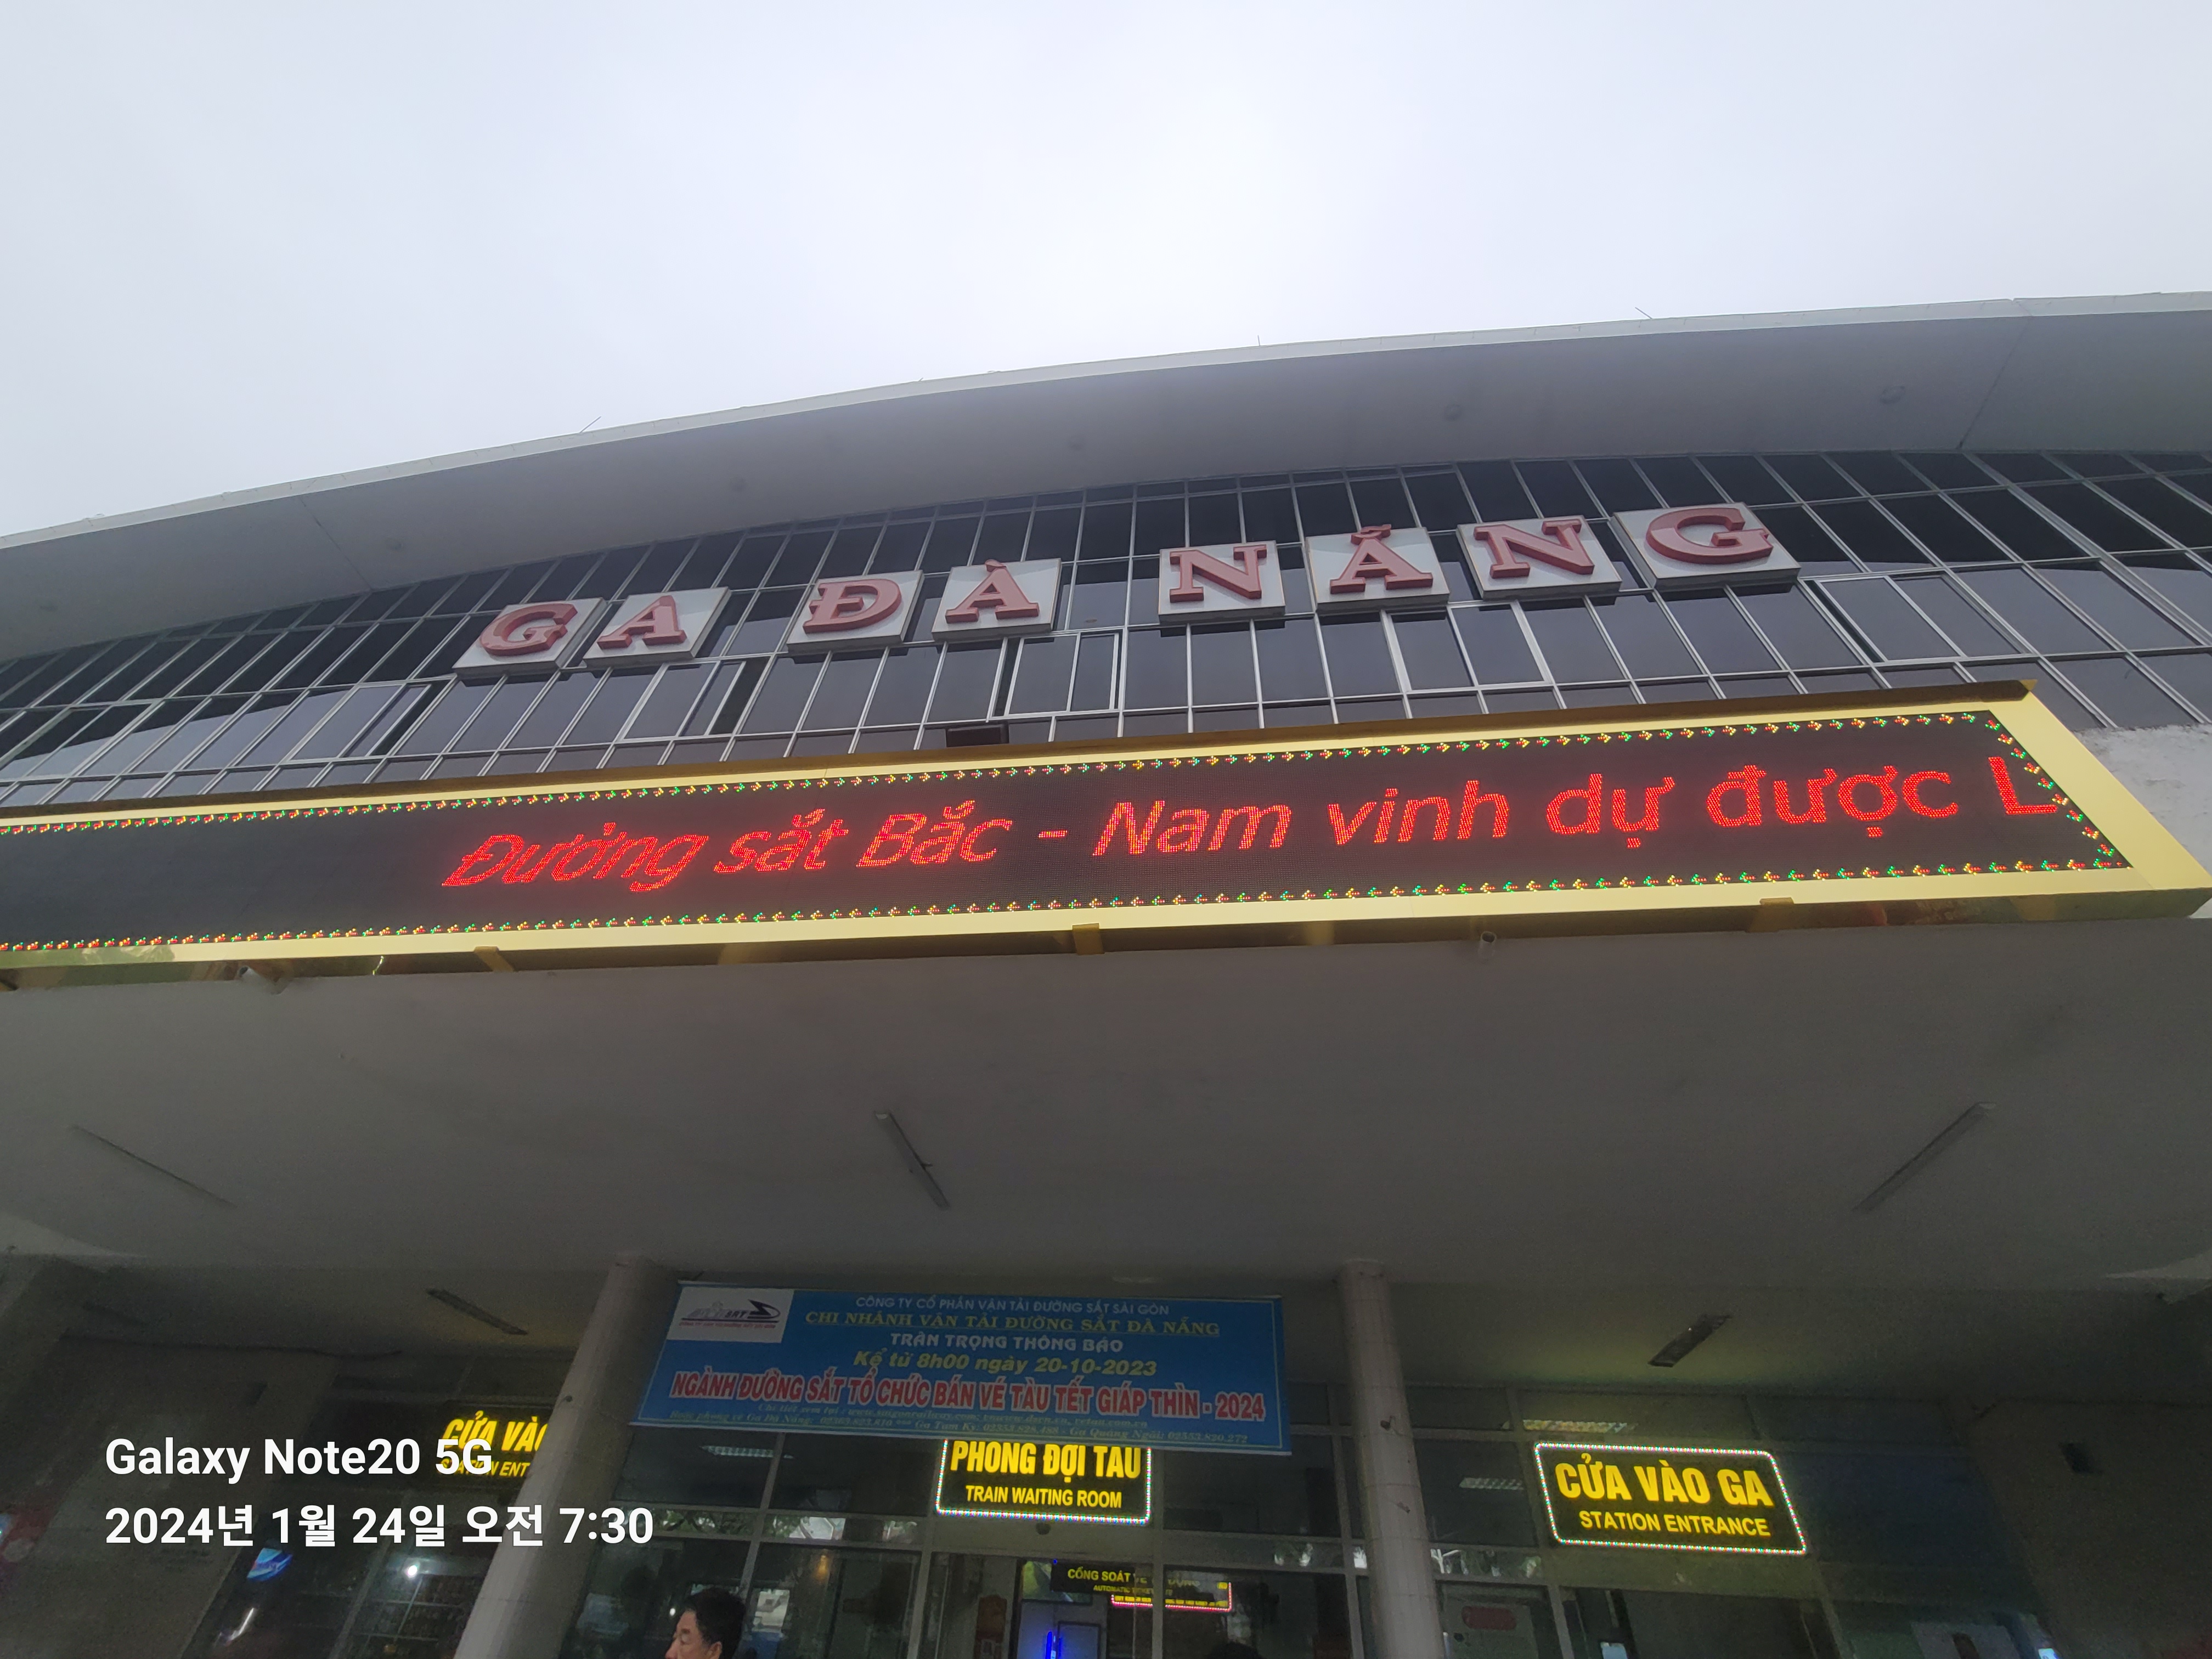 GA ĐÀ NẴNG
Đường sắt Bắc - Nam vinh dự được L
CÔNG TY CỔ PHẦN VẬN TẢI ĐƯỜNG SẮT SÀI GÒN
CHI NHÁNH VẬN TẢI ĐƯỜNG SẮT ĐÀ NẴNG
TRÂN TRỌNG THÔNG BÁO
Kể từ 8h00 ngày 20-10-2023
NGÀNH ĐƯỜNG SẮT TỔ CHỨC BÁN VÉ TÀU TẾT GIÁP THÌN - 2024
CỬA VÀO
STATION ENT
PHÒNG ĐỢI TÀU
TRAIN WAITING ROOM
CỬA VÀO GA
STATION ENTRANCE
CỔNG SOÁT
Galaxy Note20 5G
2024년 1월 24일 오전 7:30